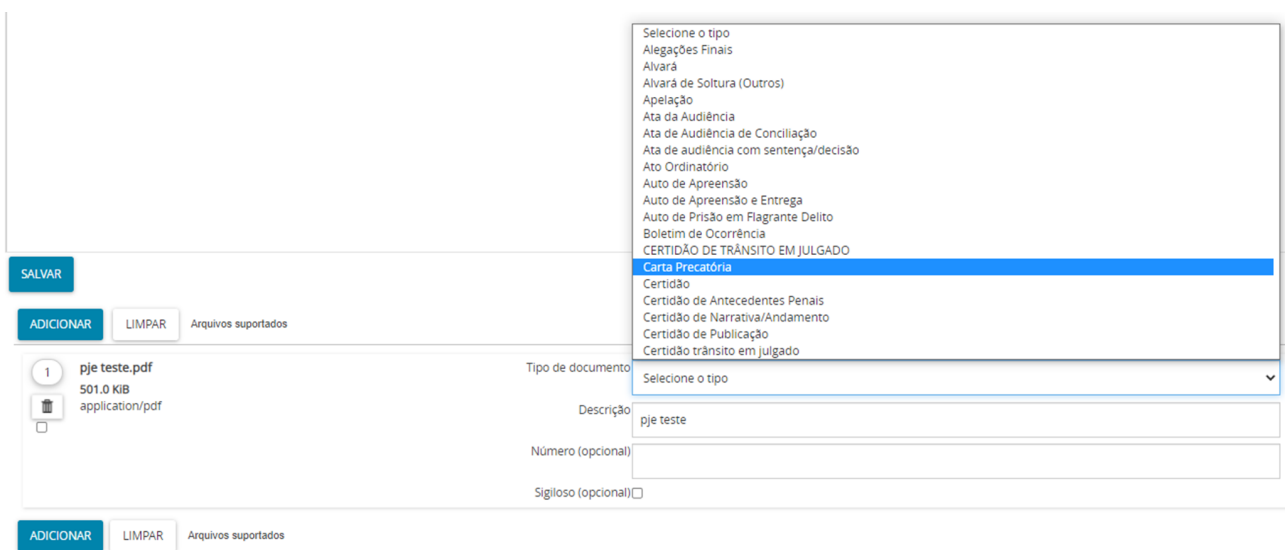 Selecione o tipo
Alegações Finais
Alvará
Alvará de Soltura (Outros)
Apelação
Ata da Audiência
Ata de Audiência de Conciliação
Ata de audiência com sentença/decisão
Ato Ordinatório
Auto de Apreensão
Auto de Apreensão e Entrega
Auto de Prisão em Flagrante Delito
Boletim de Ocorrência
CERTIDÃO DE TRÂNSITO EM JULGADO
Carta Precatória
Certidão
Certidão de Antecedentes Penais
Certidão de Narrativa/Andamento
Certidão de Publicação
Certidão trânsito em julgado
SALVAR
ADICIONAR LIMPAR Arquivos suportados
1 pje teste.pdf
501.0 KiB
application/pdf
Tipo de documento Selecione o tipo
Descrição pje teste
Número (opcional)
Sigiloso (opcional)
ADICIONAR LIMPAR Arquivos suportados